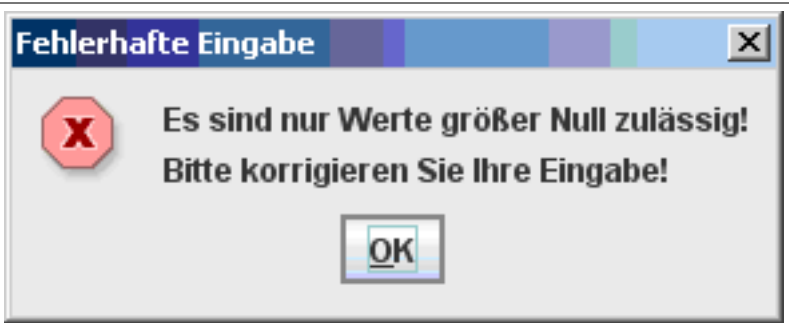 Fehlerhafte Eingabe
Es sind nur Werte größer Null zulässig!
Bitte korrigieren Sie Ihre Eingabe!
OK